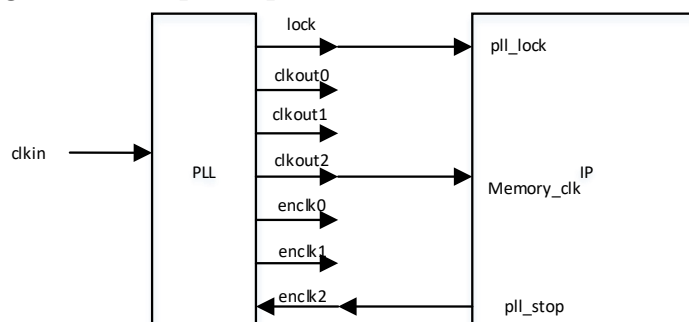 lock
pll_lock
clkout0
clkout1
clkin
PLL
clkout2
IP
Memory_clk
enclk0
enclk1
enclk2
pll_stop